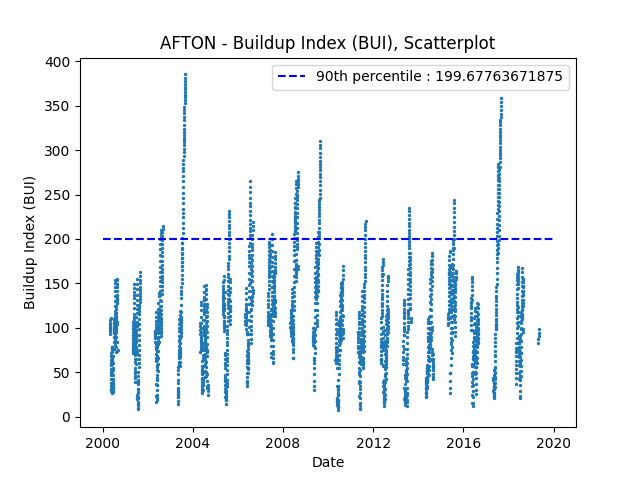 AFTON - Buildup Index (BUI), Scatterplot
90th percentile : 199.67763671875
Buildup Index (BUI)
400
350
300
250
200
150
100
50
0
2000 2004 2008 2012 2016 2020
Date